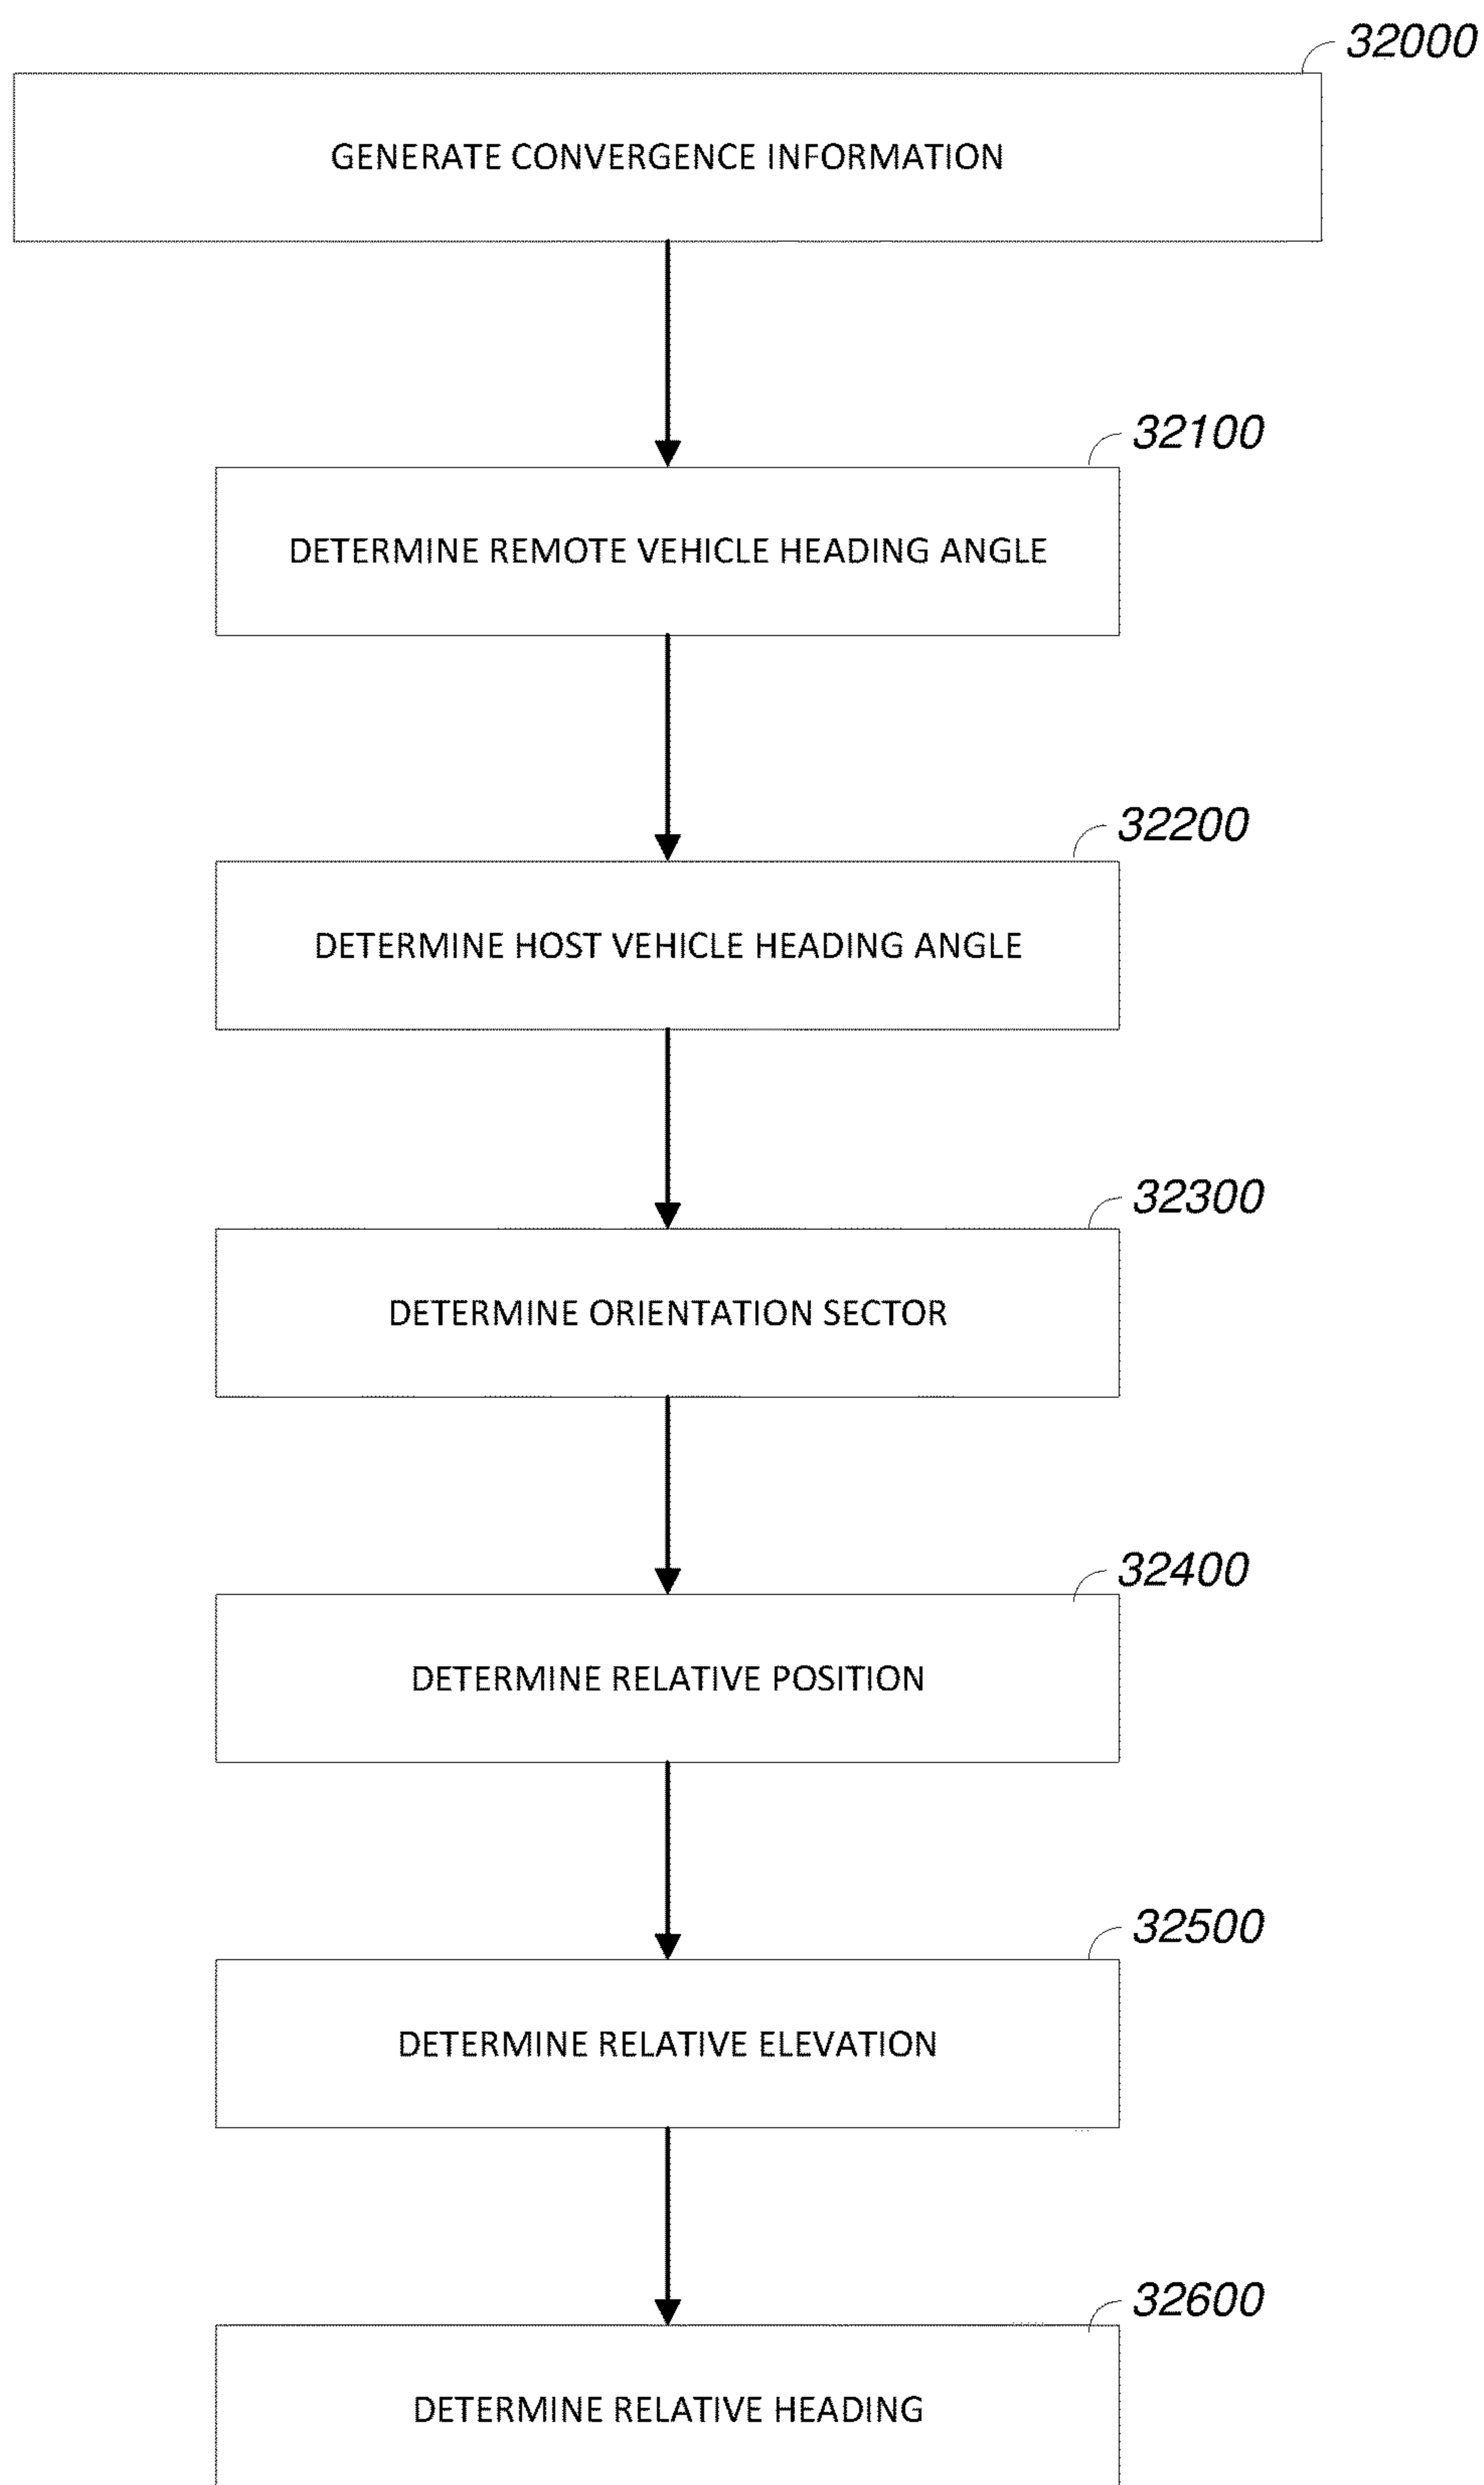 32000
GENERATE CONVERGENCE INFORMATION
32100
DETERMINE REMOTE VEHICLE HEADING ANGLE
32200
DETERMINE HOST VEHICLE HEADING ANGLE
32300
DETERMINE ORIENTATION SECTOR
32400
DETERMINE RELATIVE POSITION
32500
DETERMINE RELATIVE ELEVATION
32600
DETERMINE RELATIVE HEADING